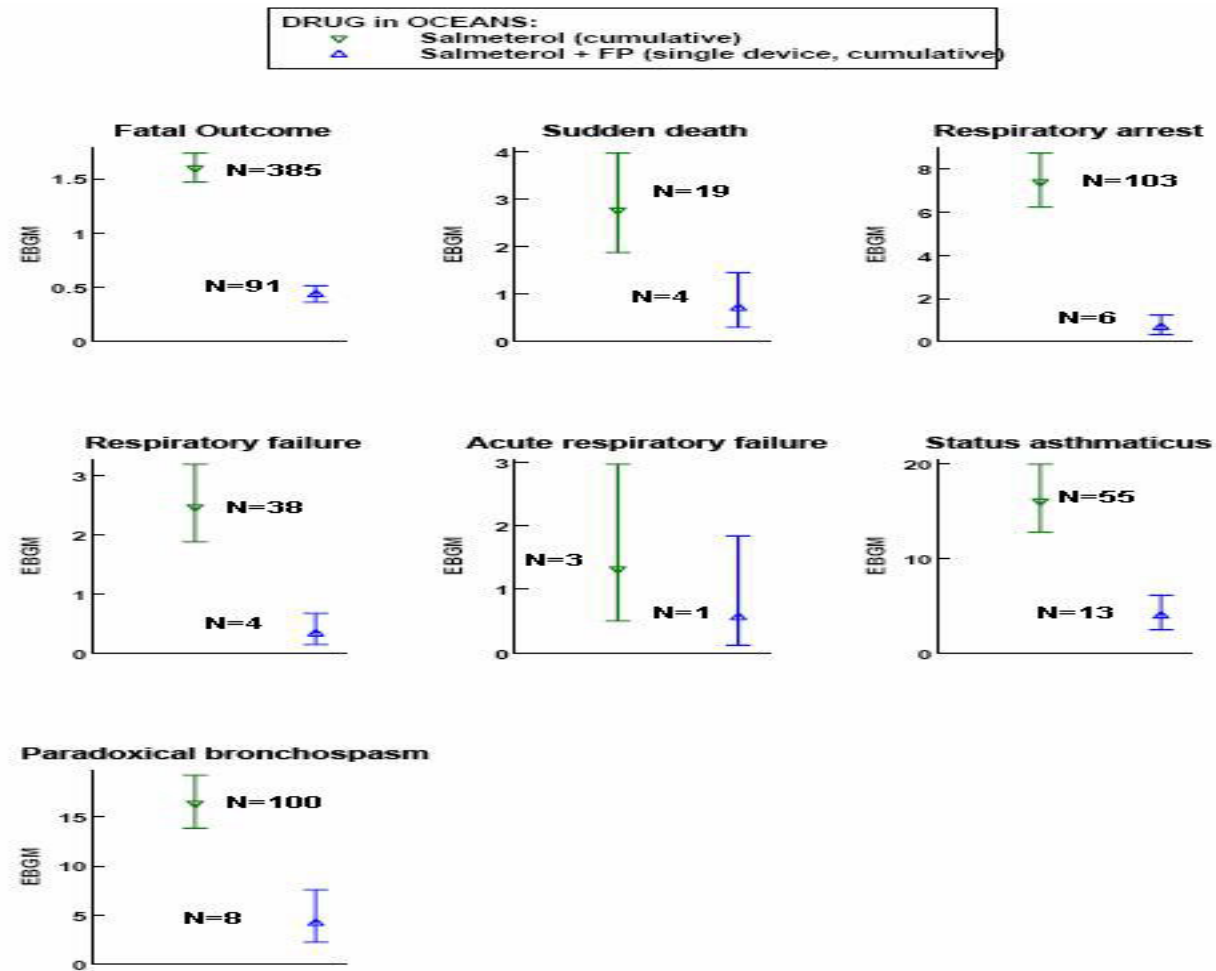 DRUG in OCEANS:
Salmeterol (cumulative)
Salmeterol + FP (single device, cumulative)
Fatal Outcome
Sudden death
Respiratory arrest
1.5
1
0.5
0
EBGM
N=385
N=91
4
3
2
1
0
EBGM
N=19
N=4
8
6
4
2
0
EBGM
N=103
N=6
Respiratory failure
Acute respiratory failure
Status asthmaticus
3
2
1
0
EBGM
N=38
N=4
3
2
1
0
EBGM
N=3
N=1
20
10
0
EBGM
N=55
N=13
Paradoxical bronchospasm
15
10
5
0
EBGM
N=100
N=8